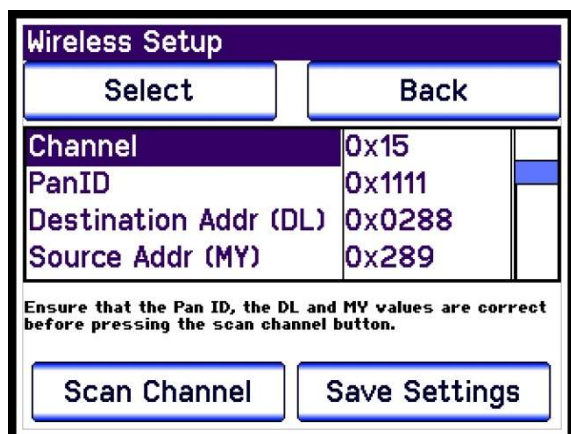 Wireless Setup
Select Back
Channel 0x15
PanID 0x1111
Destination Addr (DL) 0x0288
Source Addr (MY) 0x289
Ensure that the Pan ID, the DL and MY values are correct
before pressing the scan channel button.
Scan Channel Save Settings